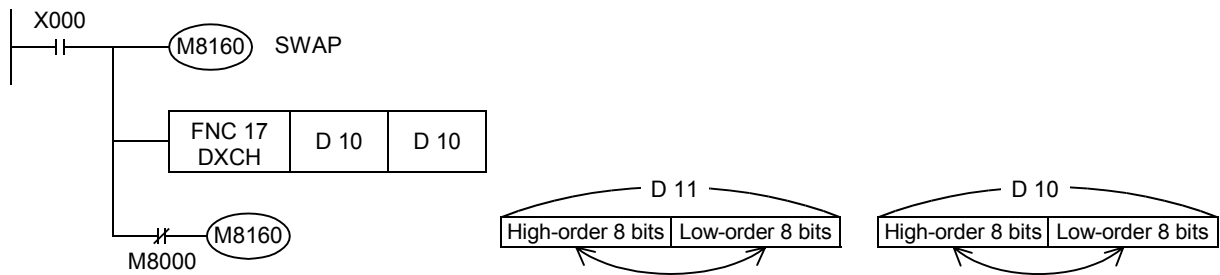 X000
M8160 SWAP
FNC 17
DXCH
D 10
D 10
M8160
M8000
D 11
High-order 8 bits Low-order 8 bits
D 10
High-order 8 bits Low-order 8 bits